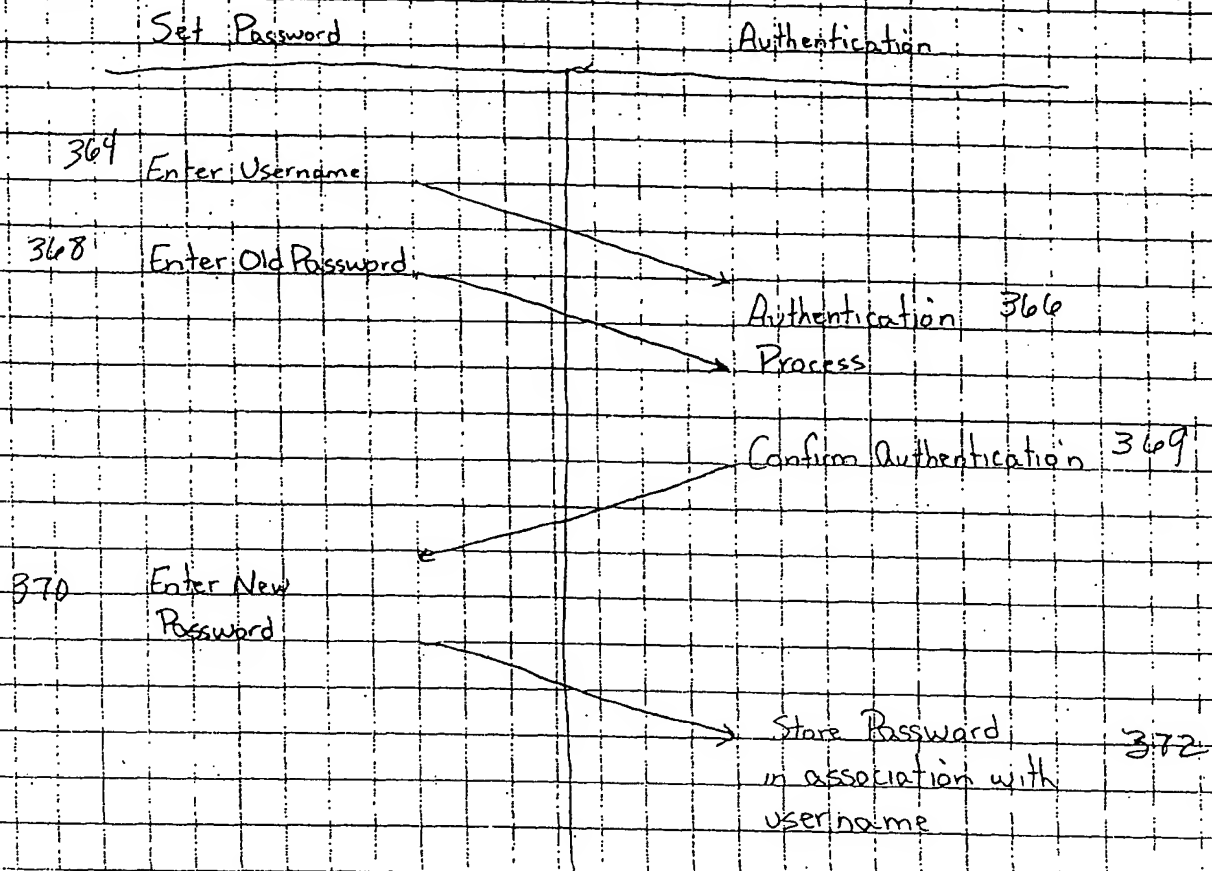 Set Password Authentication
364 Enter Username
368 Enter Old Password
Authentication 366
Process
Confirm Authentication 369
370 Enter New
Password
Store Password 372
in association with
username